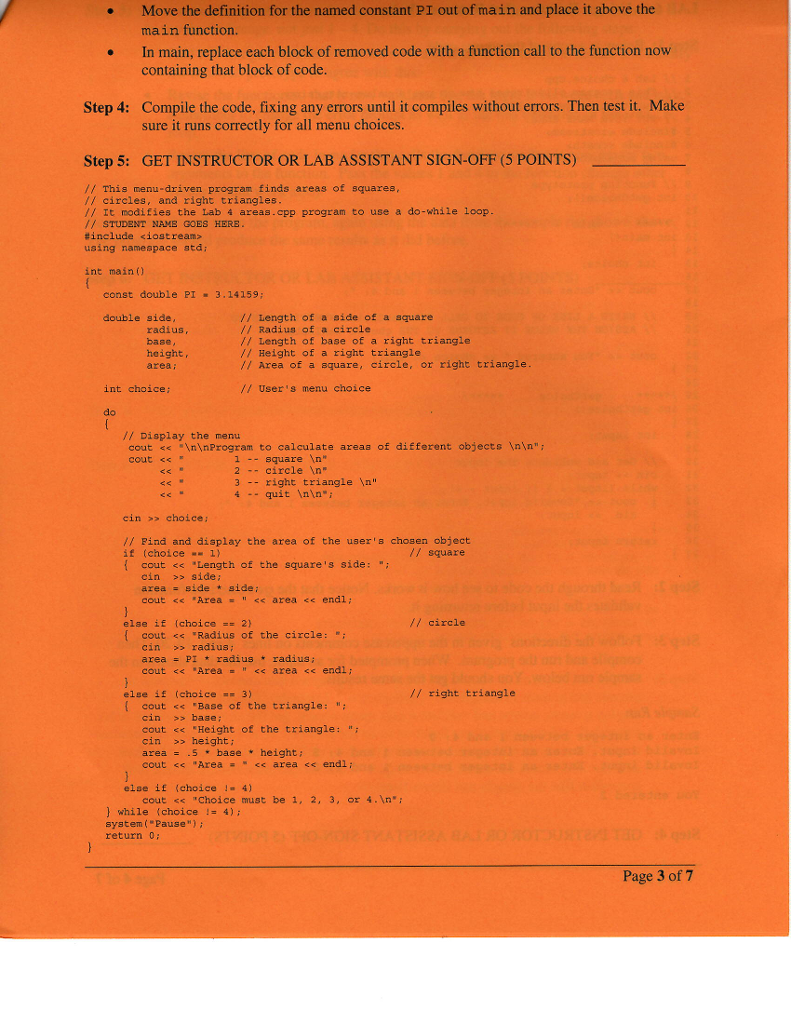 • Move the definition for the named constant PI out of main and place it above the
main function.
• In main, replace each block of removed code with a function call to the function now
containing that block of code.
Step 4: Compile the code, fixing any errors until it compiles without errors. Then test it. Make
sure it runs correctly for all menu choices.
Step 5: GET INSTRUCTOR OR LAB ASSISTANT SIGN-OFF (5 POINTS) ____________
// This menu-driven program finds areas of squares,
// circles, and right triangles.
// It modifies the Lab 4 areas.cpp program to use a do-while loop.
// STUDENT NAME GOES HERE.
#include <iostream>
using namespace std;
int main()
{
const double PI = 3.14159;
double side, // Length of a side of a square
radius, // Radius of a circle
base, // Length of base of a right triangle
height, // Height of a right triangle
area; // Area of a square, circle, or right triangle.
int choice; // User's menu choice
do
{
// Display the menu
cout << "\n\nProgram to calculate areas of different objects \n\n";
cout << " 1 -- square \n"
<< " 2 -- circle \n"
<< " 3 -- right triangle \n"
<< " 4 -- quit \n\n";
cin >> choice;
// Find and display the area of the user's chosen object
if (choice == 1) // square
{ cout << "Length of the square's side: ";
cin >> side;
area = side * side;
cout << "Area = " << area << endl;
}
else if (choice == 2) // circle
{ cout << "Radius of the circle: ";
cin >> radius;
area = PI * radius * radius;
cout << "Area = " << area << endl;
}
else if (choice == 3) // right triangle
{ cout << "Base of the triangle: ";
cin >> base;
cout << "Height of the triangle: ";
cin >> height;
area = .5 * base * height;
cout << "Area = " << area << endl;
}
else if (choice != 4)
cout << "Choice must be 1, 2, 3, or 4.\n";
} while (choice != 4);
system("Pause");
return 0;
}
Page 3 of 7